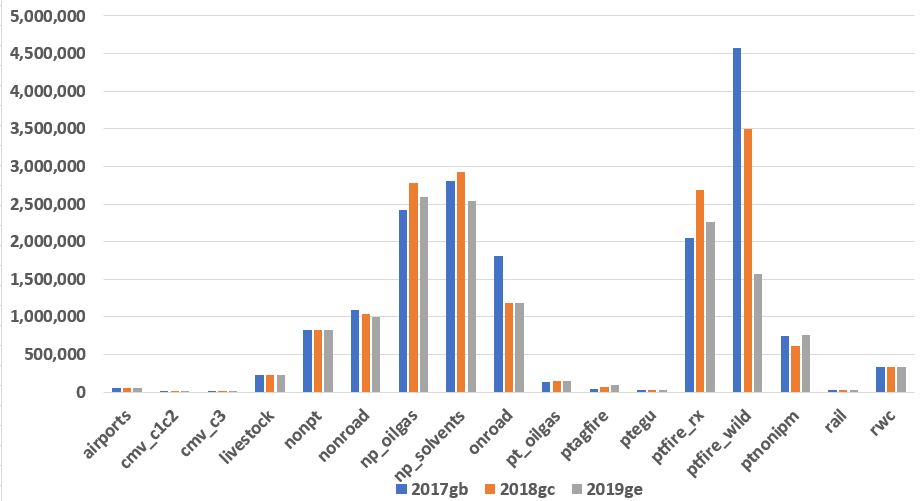 5,000,000
4,500,000
4,000,000
3,500,000
3,000,000
2,500,000
2,000,000
1,500,000
1,000,000
500,000
0
airports
cmv_c1c2
cmv_c3
livestock
nonpt
nonroad
np_oilgas
np_solvents
onroad
pt_oilgas
ptagfire
ptegu
ptfire_rx
ptfire_wild
ptnonipm
rail
rwc
2017gb 2018gc 2019ge